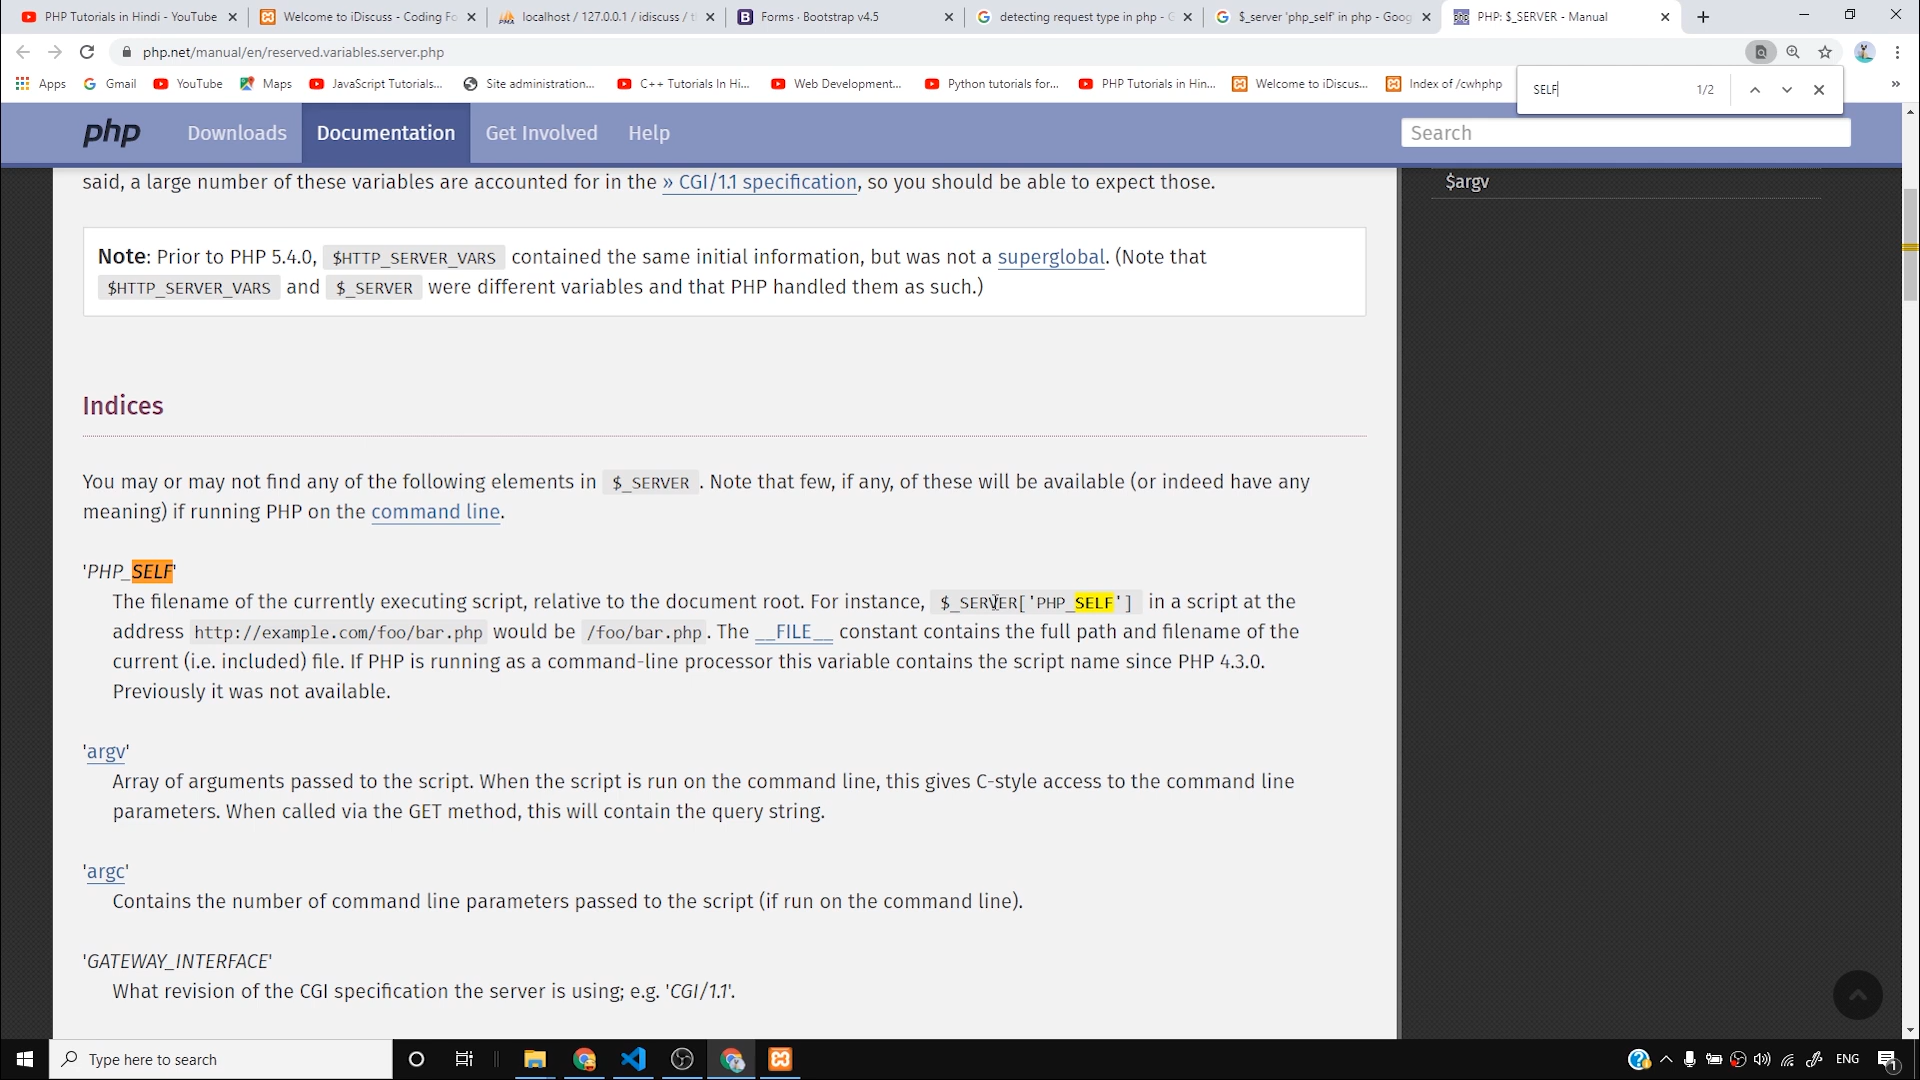 PHP Tutorials in Hindi - YouTube
Welcome to iDiscuss - Coding Fo
localhost / 127.0.0.1 / idiscuss / t
Forms · Bootstrap v4.5
detecting request type in php - G
$_server 'php_self' in php - Goog
PHP: $_SERVER - Manual
php.net/manual/en/reserved.variables.server.php
Apps
Gmail
YouTube
Maps
JavaScript Tutorials...
Site administration...
C++ Tutorials In Hi...
Web Development...
Python tutorials for...
PHP Tutorials in Hin...
Welcome to iDiscus...
Index of /cwhphp
»
SELF 1/2
php
Downloads
Documentation
Get Involved
Help
Search
said, a large number of these variables are accounted for in the » CGI/1.1 specification, so you should be able to expect those.
$argv
Note: Prior to PHP 5.4.0, $HTTP_SERVER_VARS contained the same initial information, but was not a superglobal. (Note that
$HTTP_SERVER_VARS and $_SERVER were different variables and that PHP handled them as such.)
Indices
You may or may not find any of the following elements in $_SERVER . Note that few, if any, of these will be available (or indeed have any
meaning) if running PHP on the command line.
'PHP_SELF'
The filename of the currently executing script, relative to the document root. For instance, $_SERVER['PHP_SELF'] in a script at the
address http://example.com/foo/bar.php would be /foo/bar.php . The __FILE__ constant contains the full path and filename of the
current (i.e. included) file. If PHP is running as a command-line processor this variable contains the script name since PHP 4.3.0.
Previously it was not available.
'argv'
Array of arguments passed to the script. When the script is run on the command line, this gives C-style access to the command line
parameters. When called via the GET method, this will contain the query string.
'argc'
Contains the number of command line parameters passed to the script (if run on the command line).
'GATEWAY_INTERFACE'
What revision of the CGI specification the server is using; e.g. 'CGI/1.1'.
Type here to search
ENG
1